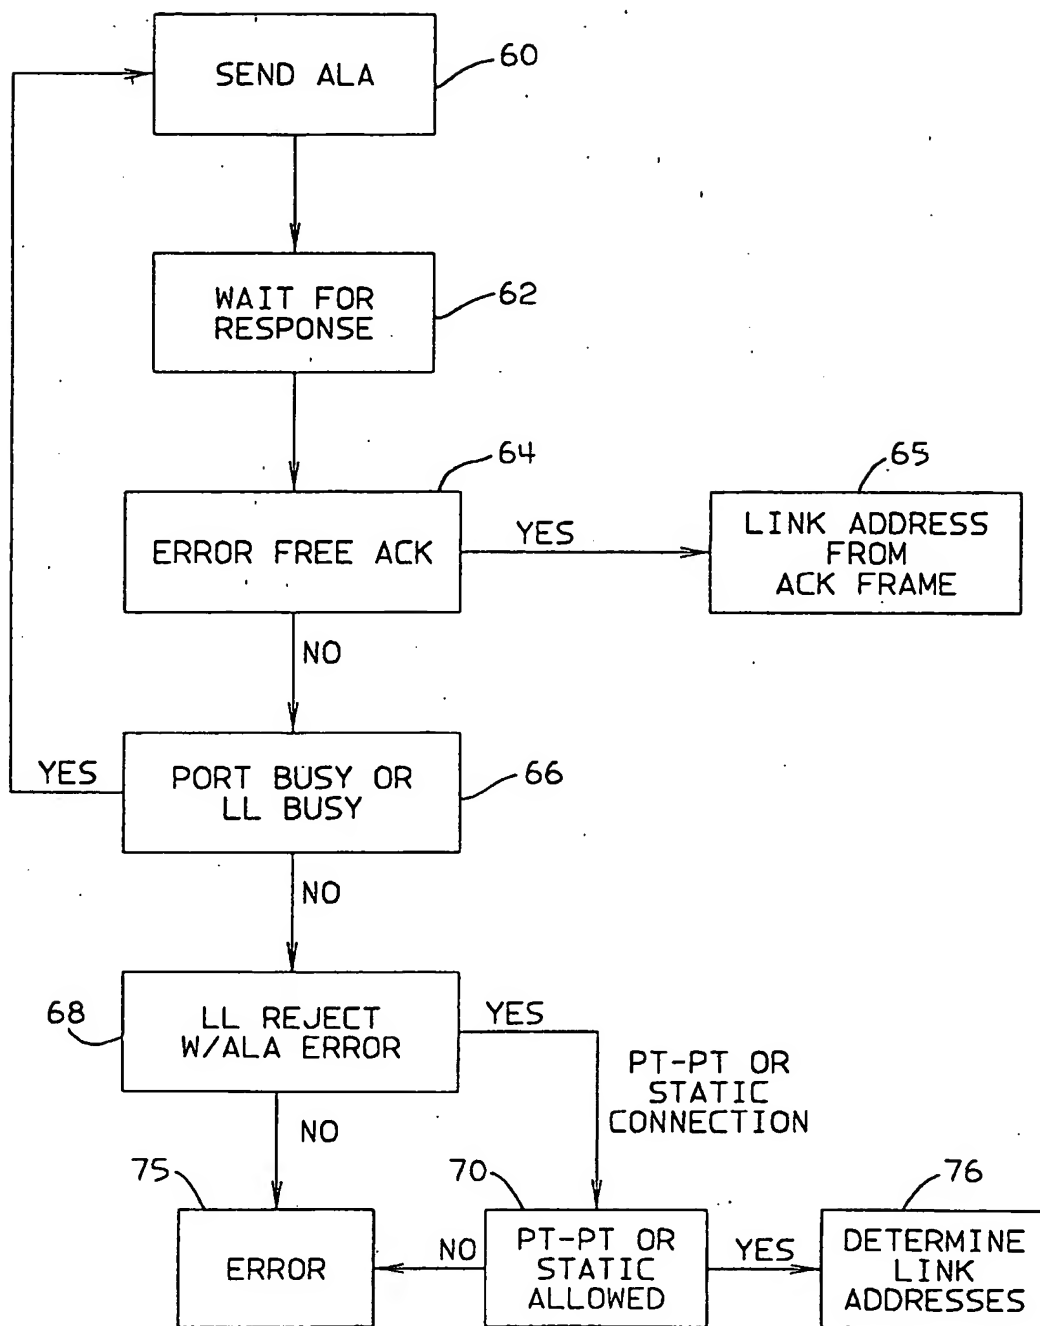 SEND ALA
60
WAIT FOR
RESPONSE
62
ERROR FREE ACK
64
YES
LINK ADDRESS
FROM
ACK FRAME
65
NO
YES
PORT BUSY OR
LL BUSY
66
NO
68
LL REJECT
W/ALA ERROR
YES
PT-PT OR
STATIC
CONNECTION
NO
75
ERROR
NO
70
PT-PT OR
STATIC
ALLOWED
YES
76
DETERMINE
LINK
ADDRESSES